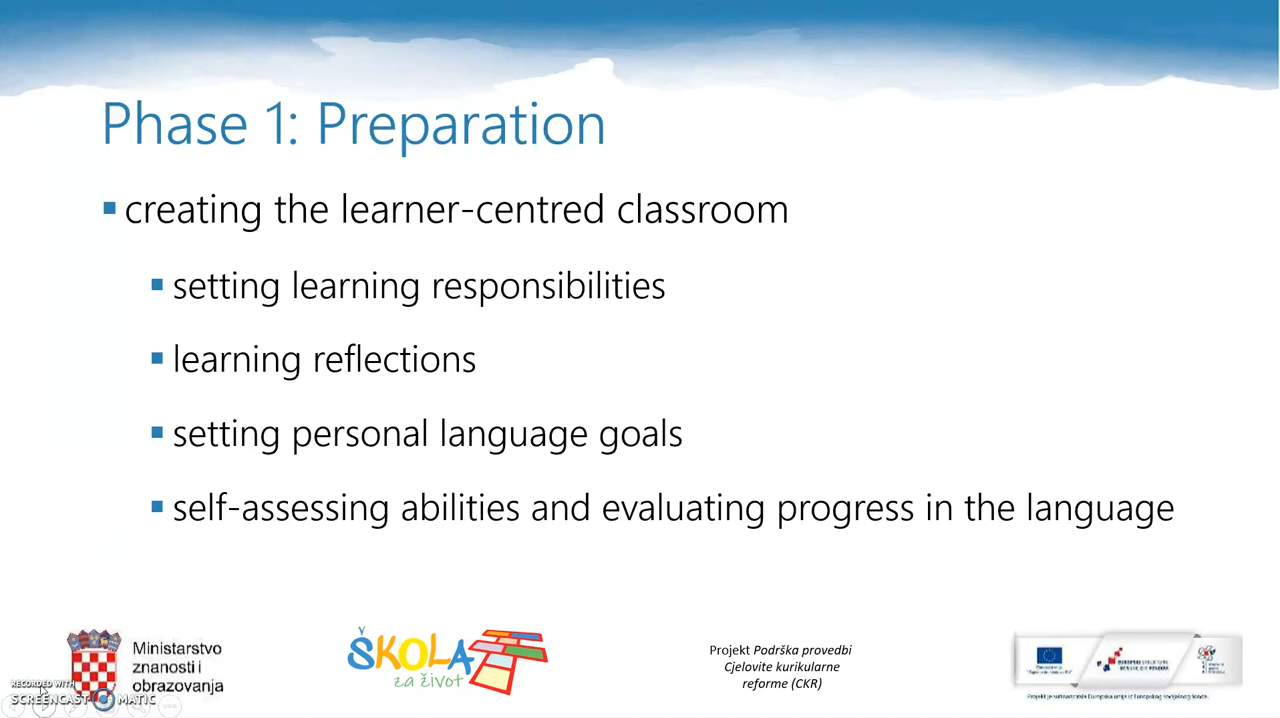 Phase 1: Preparation
creating the learner-centred classroom
setting learning responsibilities
learning reflections
setting personal language goals
self-assessing abilities and evaluating progress in the language
Ministarstvo
znanosti i
obrazovanja
ŠKOLA
za život
Projekt Podrška provedbi
Cjelovite kurikularne
reforme (CKR)
RECORDED WITH
SCREENCAST MATIC